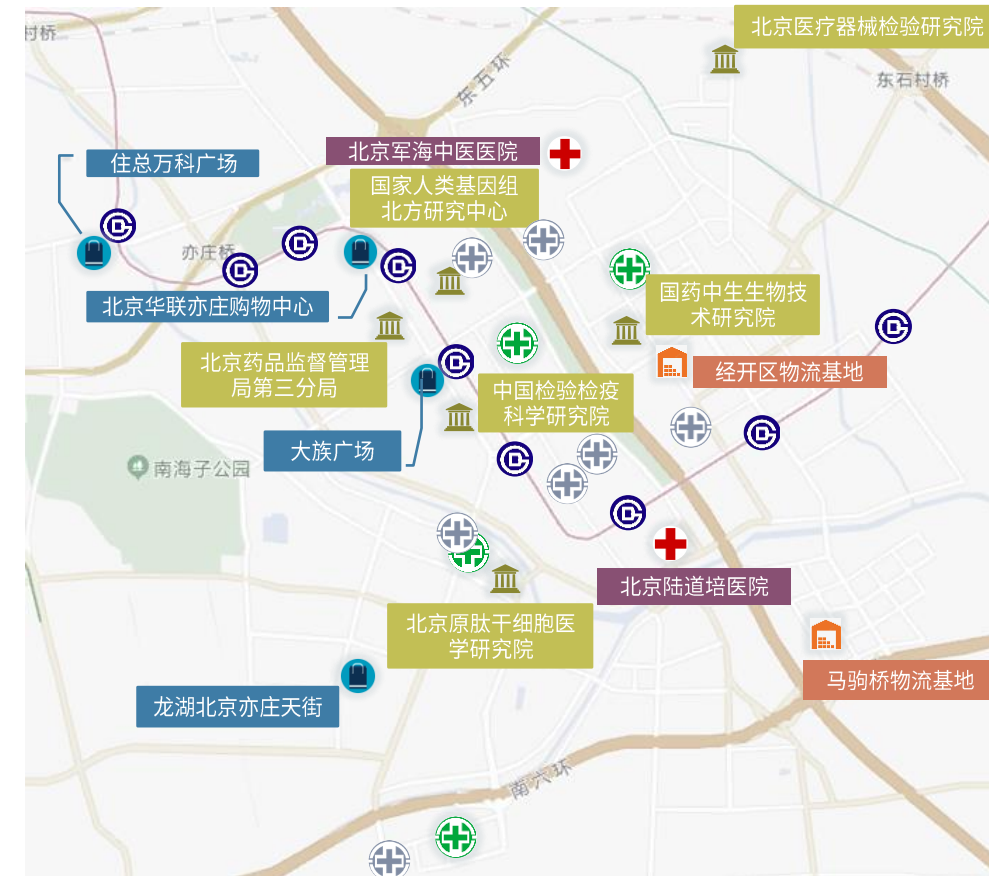 北京医疗器械检验研究院
村桥
东五环
东石村桥
北京军海中医医院
住总万科广场
国家人类基因组
北方研究中心
亦庄桥
国药中生生物技
术研究院
北京华联亦庄购物中心
北京药品监督管理
局第三分局
经开区物流基地
中国检验检疫
科学研究院
大族广场
南海子公园
北京陆道培医院
北京原肽干细胞医
学研究院
马驹桥物流基地
龙湖北京亦庄天街
南六环